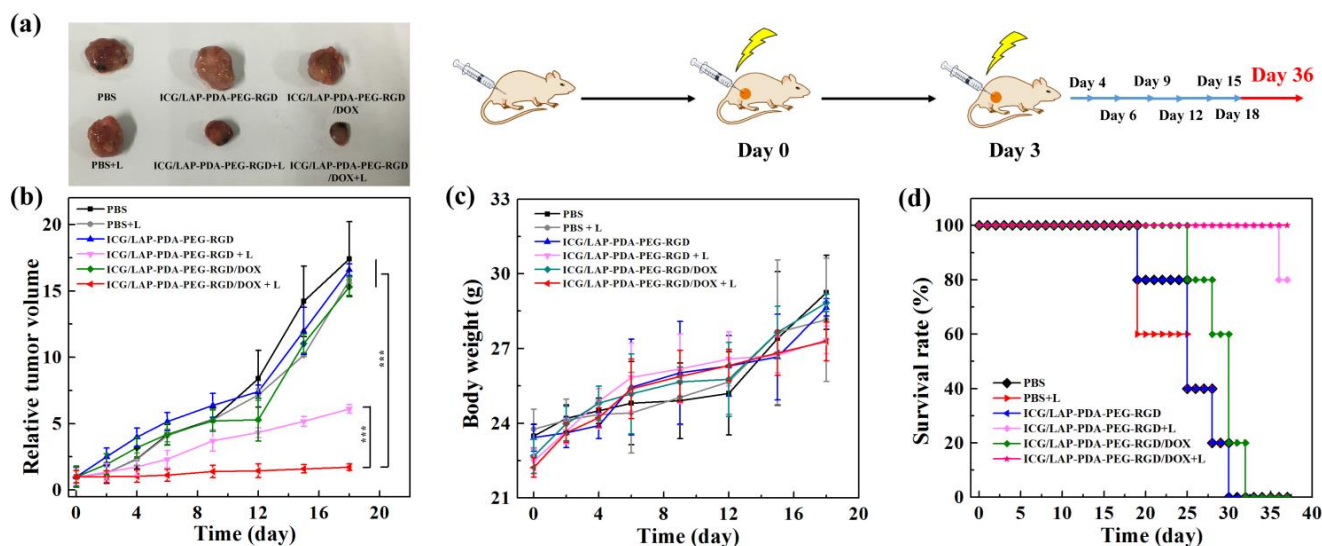 (a)
PBS
ICG/LAP-PDA-PEG-RGD
ICG/LAP-PDA-PEG-RGD
/DOX
PBS+L
ICG/LAP-PDA-PEG-RGD+L
ICG/LAP-PDA-PEG-RGD
/DOX+L
Day 0
Day 3
Day 4
Day 6
Day 9
Day 12
Day 15
Day 18
Day 36
(b)
PBS
PBS+L
ICG/LAP-PDA-PEG-RGD
ICG/LAP-PDA-PEG-RGD + L
ICG/LAP-PDA-PEG-RGD/DOX
ICG/LAP-PDA-PEG-RGD/DOX + L
***
***
Relative tumor volume
20
15
10
5
0
0 4 8 12 16 20
Time (day)
(c)
PBS
PBS + L
ICG/LAP-PDA-PEG-RGD
ICG/LAP-PDA-PEG-RGD + L
ICG/LAP-PDA-PEG-RGD/DOX
ICG/LAP-PDA-PEG-RGD/DOX + L
Body weight (g)
33
30
27
24
21
0 4 8 12 16 20
Time (day)
(d)
Survival rate (%)
100
80
60
40
20
0
PBS
PBS+L
ICG/LAP-PDA-PEG-RGD
ICG/LAP-PDA-PEG-RGD+L
ICG/LAP-PDA-PEG-RGD/DOX
ICG/LAP-PDA-PEG-RGD/DOX+L
0 5 10 15 20 25 30 35 40
Time (day)